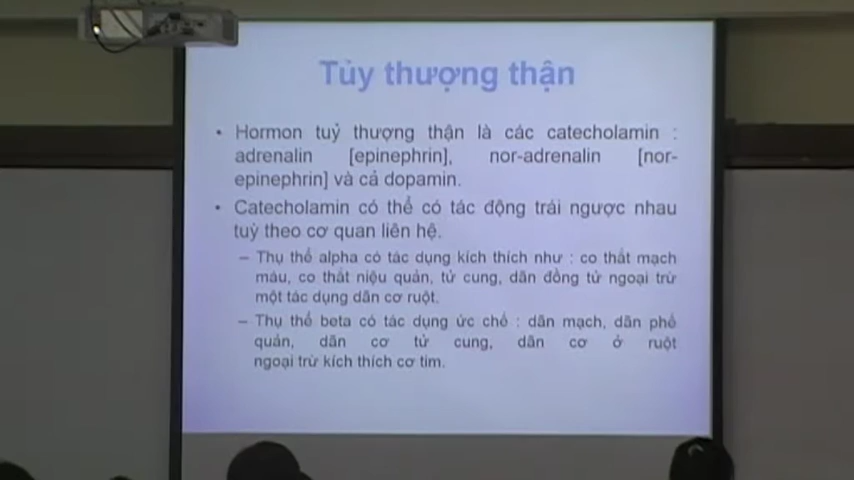 Tủy thượng thận
• Hormon tuỷ thượng thận là các catecholamin :
adrenalin [epinephrin], nor-adrenalin [nor-
epinephrin] và cả dopamin.
• Catecholamin có thể có tác động trái ngược nhau
tuỳ theo cơ quan liên hệ.
– Thụ thể alpha có tác dụng kích thích như : co thắt mạch
máu, co thắt niệu quản, tử cung, dãn đồng tử ngoại trừ
một tác dụng dãn cơ ruột.
– Thụ thể beta có tác dụng ức chế : dãn mạch, dãn phế
quản, dãn cơ tử cung, dãn cơ ở ruột
ngoại trừ kích thích cơ tim.